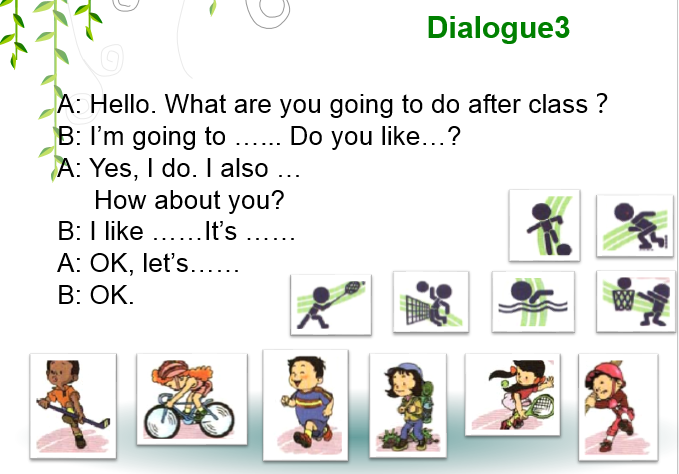 Dialogue3
A: Hello. What are you going to do after class？
B: I’m going to …... Do you like…?
A: Yes, I do. I also …
How about you?
B: I like ……It’s ……
A: OK, let’s……
B: OK.